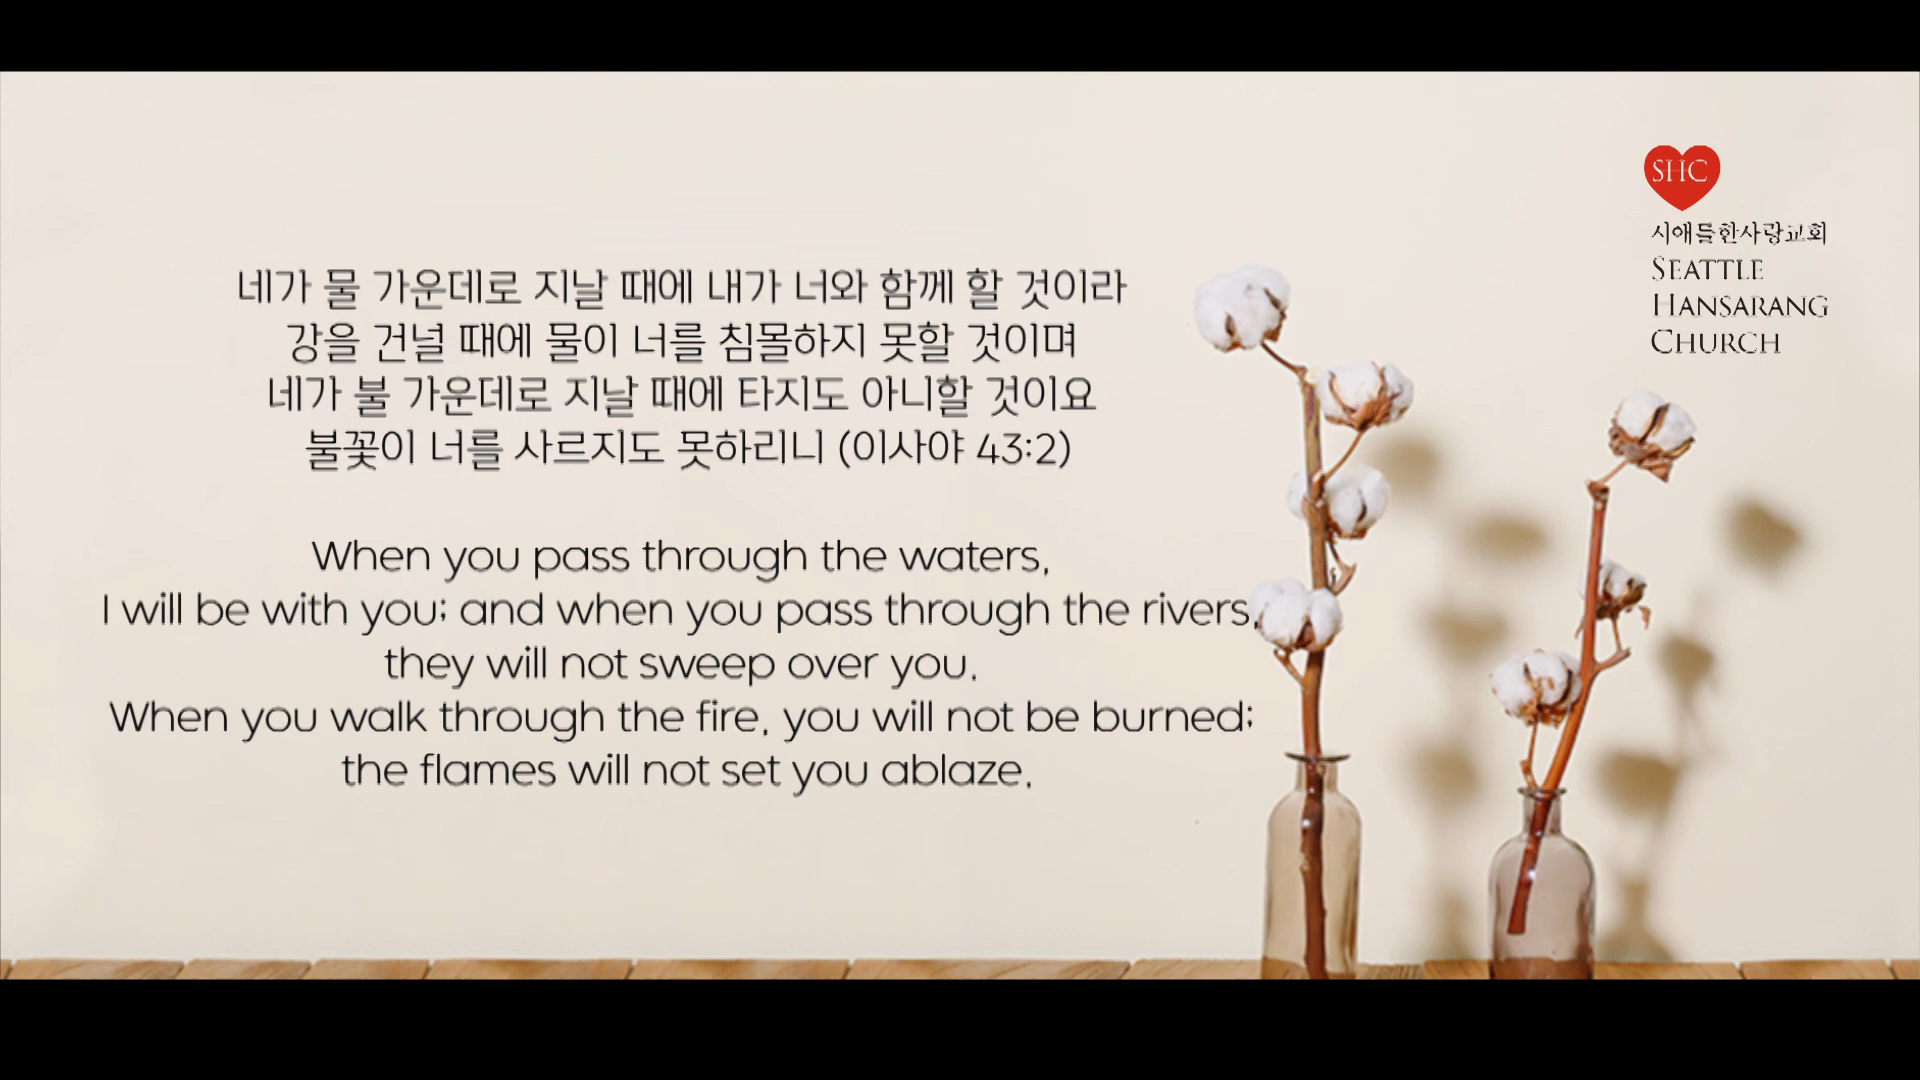 네가 물 가운데로 지날 때에 내가 너와 함께 할 것이라
강을 건널 때에 물이 너를 침몰하지 못할 것이며
네가 불 가운데로 지날 때에 타지도 아니할 것이요
불꽃이 너를 사르지도 못하리니 (이사야 43:2)
When you pass through the waters,
I will be with you; and when you pass through the rivers,
they will not sweep over you.
When you walk through the fire, you will not be burned;
the flames will not set you ablaze.
SHC
시애틀한사랑교회
SEATTLE
HANSARANG
CHURCH